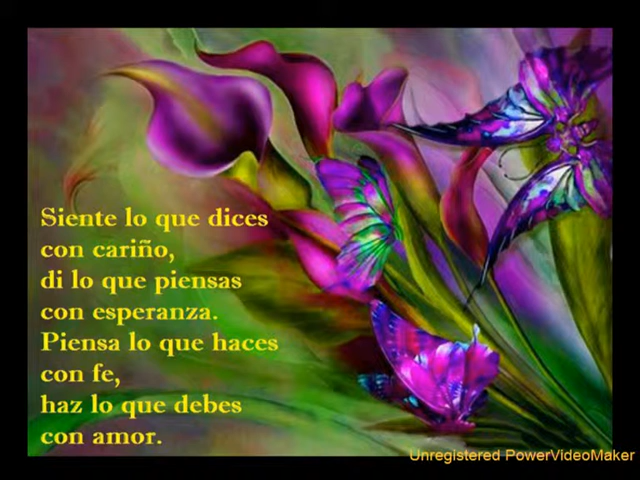 Siente lo que dices
con cariño,
di lo que piensas
con esperanza.
Piensa lo que haces
con fe,
haz lo que debes
con amor.
Unregistered PowerVideoMaker